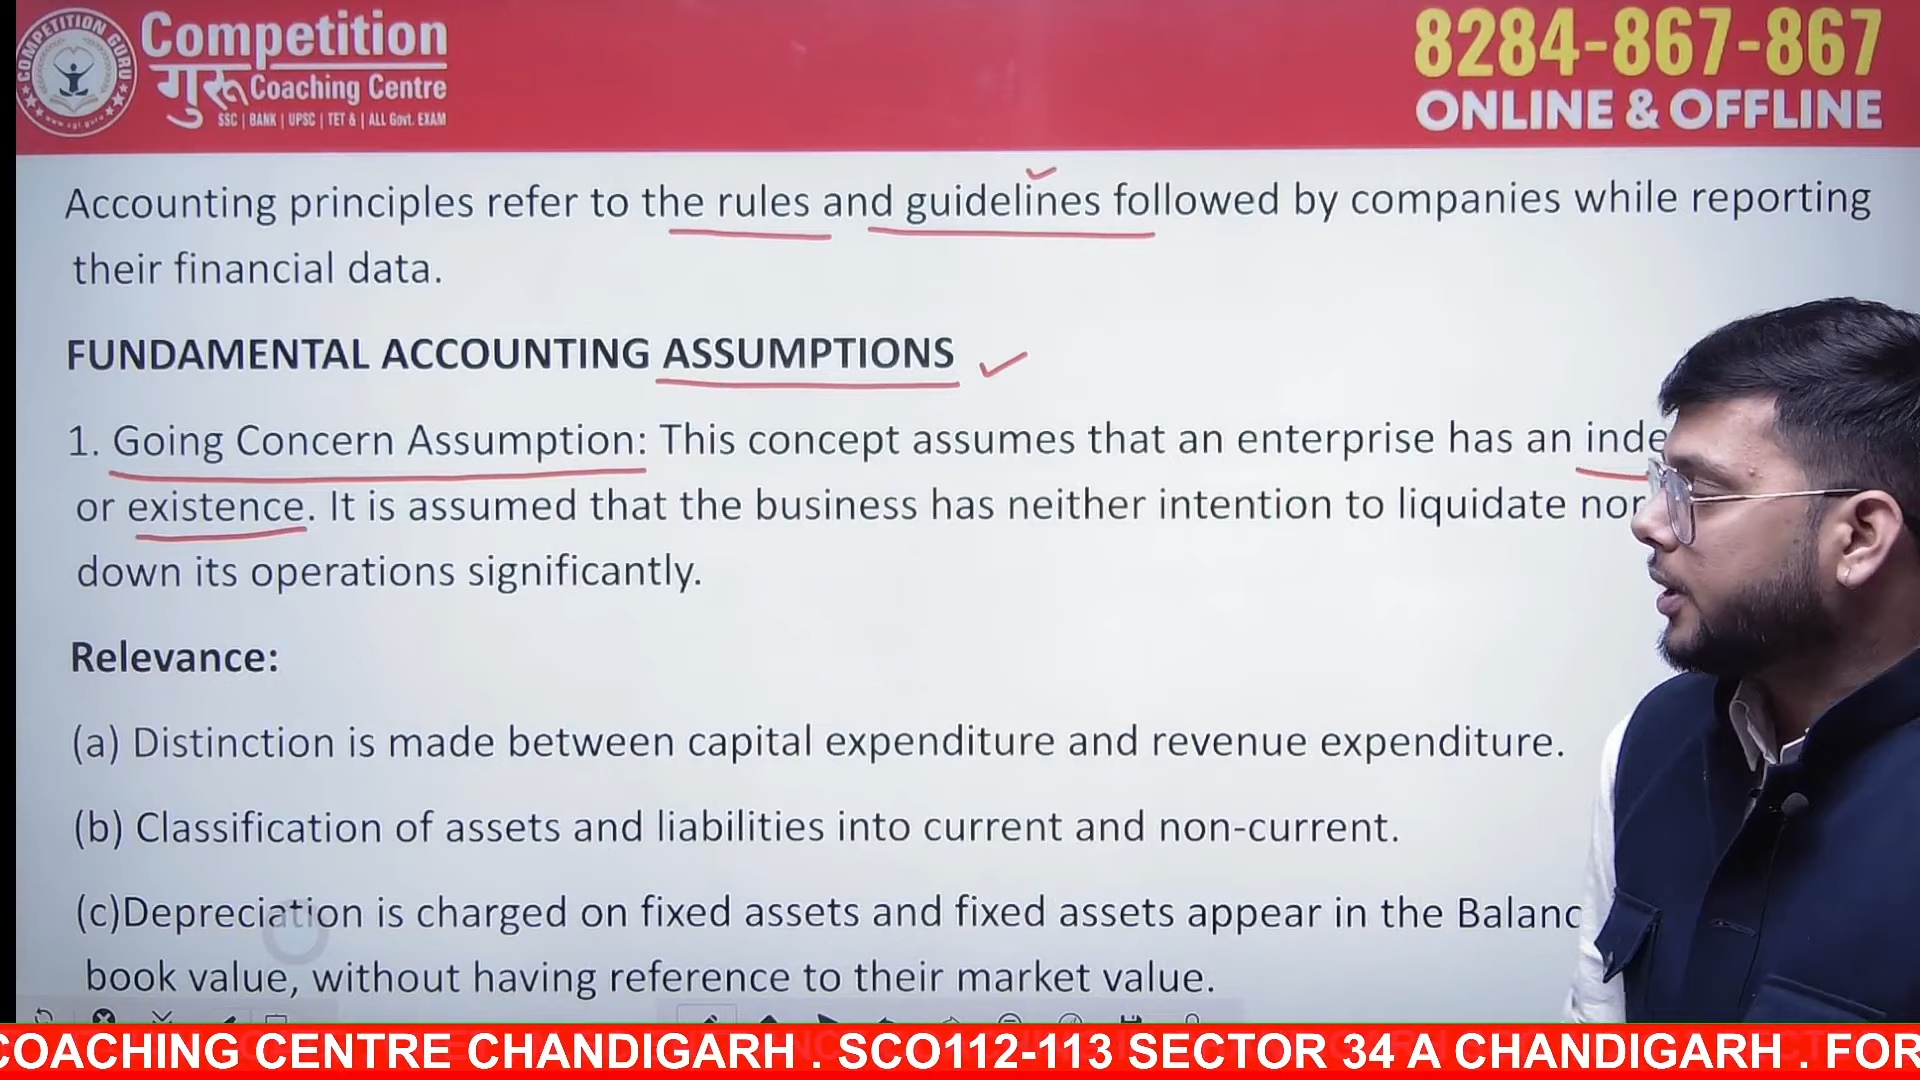 COMPETITION GURU
www.cgl.guru
Competition
गुरू Coaching Centre
SSC | BANK | UPSC | TET & | ALL Govt. EXAM
8284-867-867
ONLINE & OFFLINE
Accounting principles refer to the rules and guidelines followed by companies while reporting
their financial data.
FUNDAMENTAL ACCOUNTING ASSUMPTIONS
1. Going Concern Assumption: This concept assumes that an enterprise has an inde
or existence. It is assumed that the business has neither intention to liquidate nor
down its operations significantly.
Relevance:
(a) Distinction is made between capital expenditure and revenue expenditure.
(b) Classification of assets and liabilities into current and non-current.
(c)Depreciation is charged on fixed assets and fixed assets appear in the Balanc
book value, without having reference to their market value.
COACHING CENTRE CHANDIGARH . SCO112-113 SECTOR 34 A CHANDIGARH . FOR